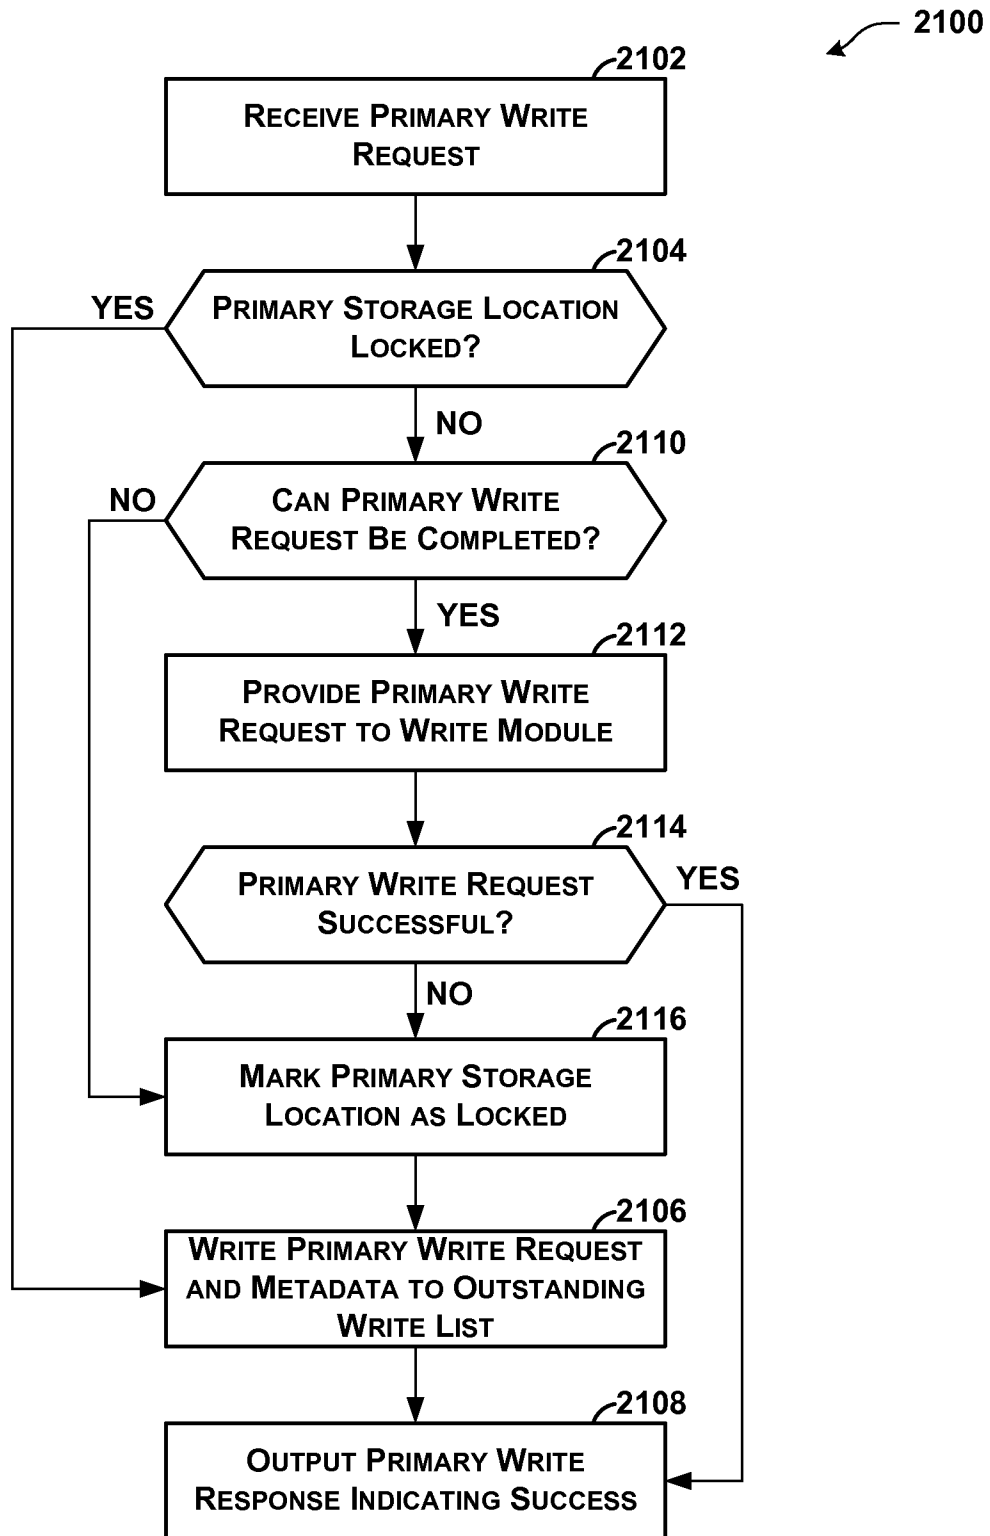 2100
2102
RECEIVE PRIMARY WRITE
REQUEST
2104
YES
PRIMARY STORAGE LOCATION
LOCKED?
NO
2110
NO
CAN PRIMARY WRITE
REQUEST BE COMPLETED?
YES
2112
PROVIDE PRIMARY WRITE
REQUEST TO WRITE MODULE
2114
PRIMARY WRITE REQUEST
SUCCESSFUL?
YES
NO
2116
MARK PRIMARY STORAGE
LOCATION AS LOCKED
2106
WRITE PRIMARY WRITE REQUEST
AND METADATA TO OUTSTANDING
WRITE LIST
2108
OUTPUT PRIMARY WRITE
RESPONSE INDICATING SUCCESS